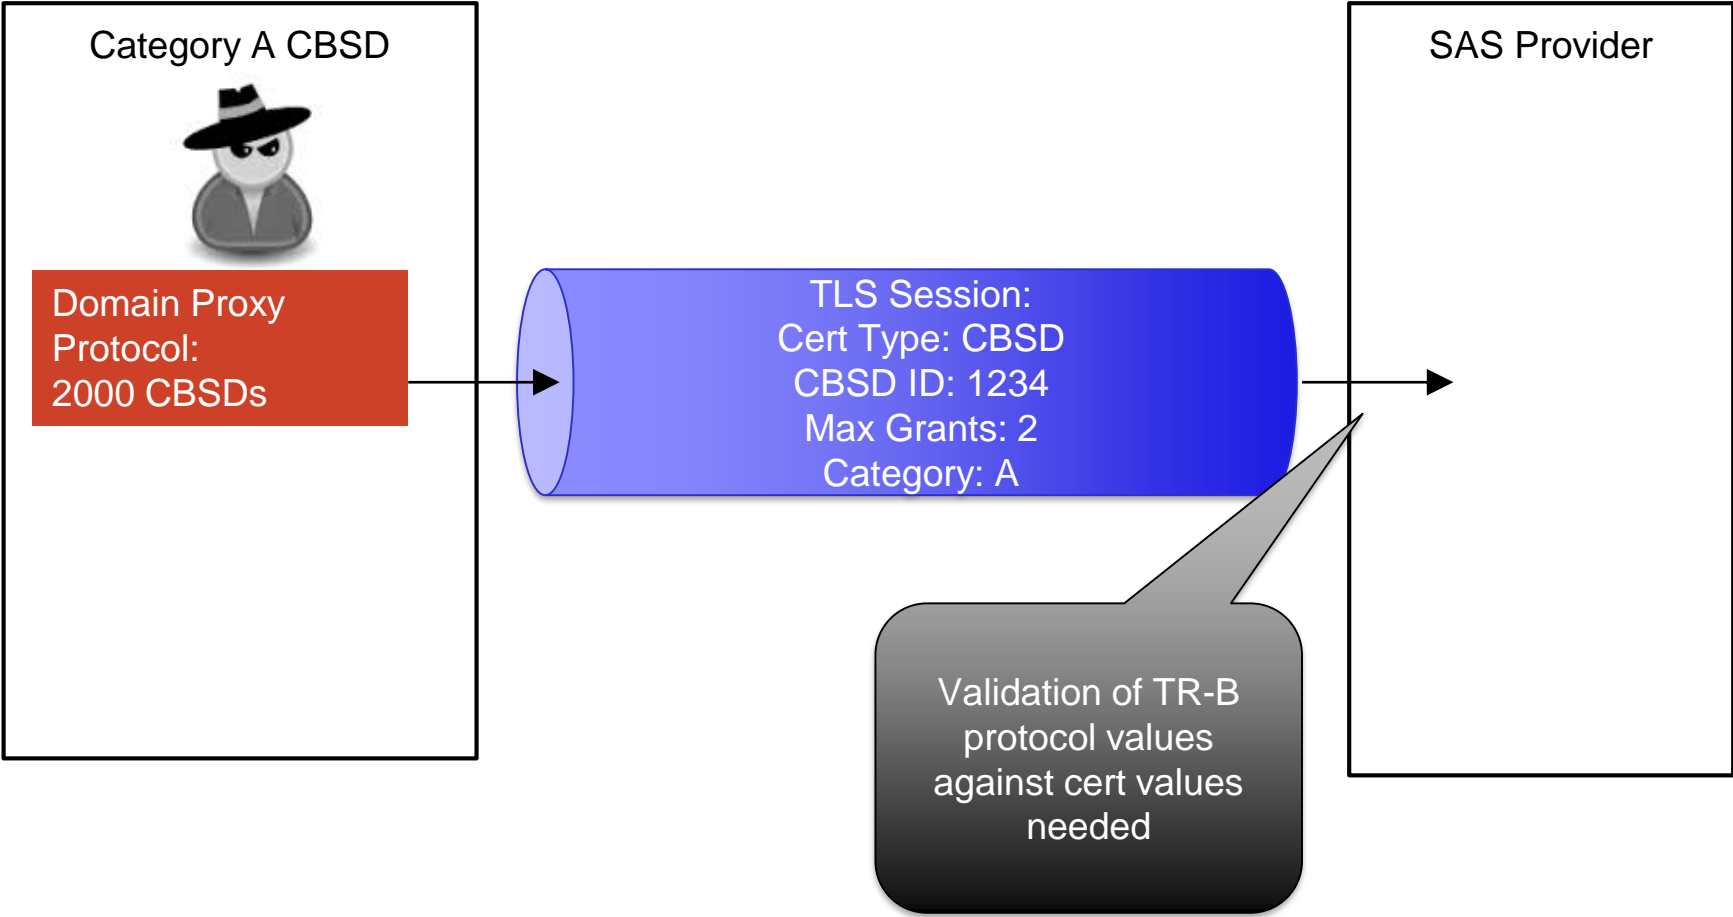 Category A CBSD
SAS Provider
Domain Proxy
Protocol:
2000 CBSDs
TLS Session:
Cert Type: CBSD
CBSD ID: 1234
Max Grants: 2
Category: A
Validation of TR-B
protocol values
against cert values
needed